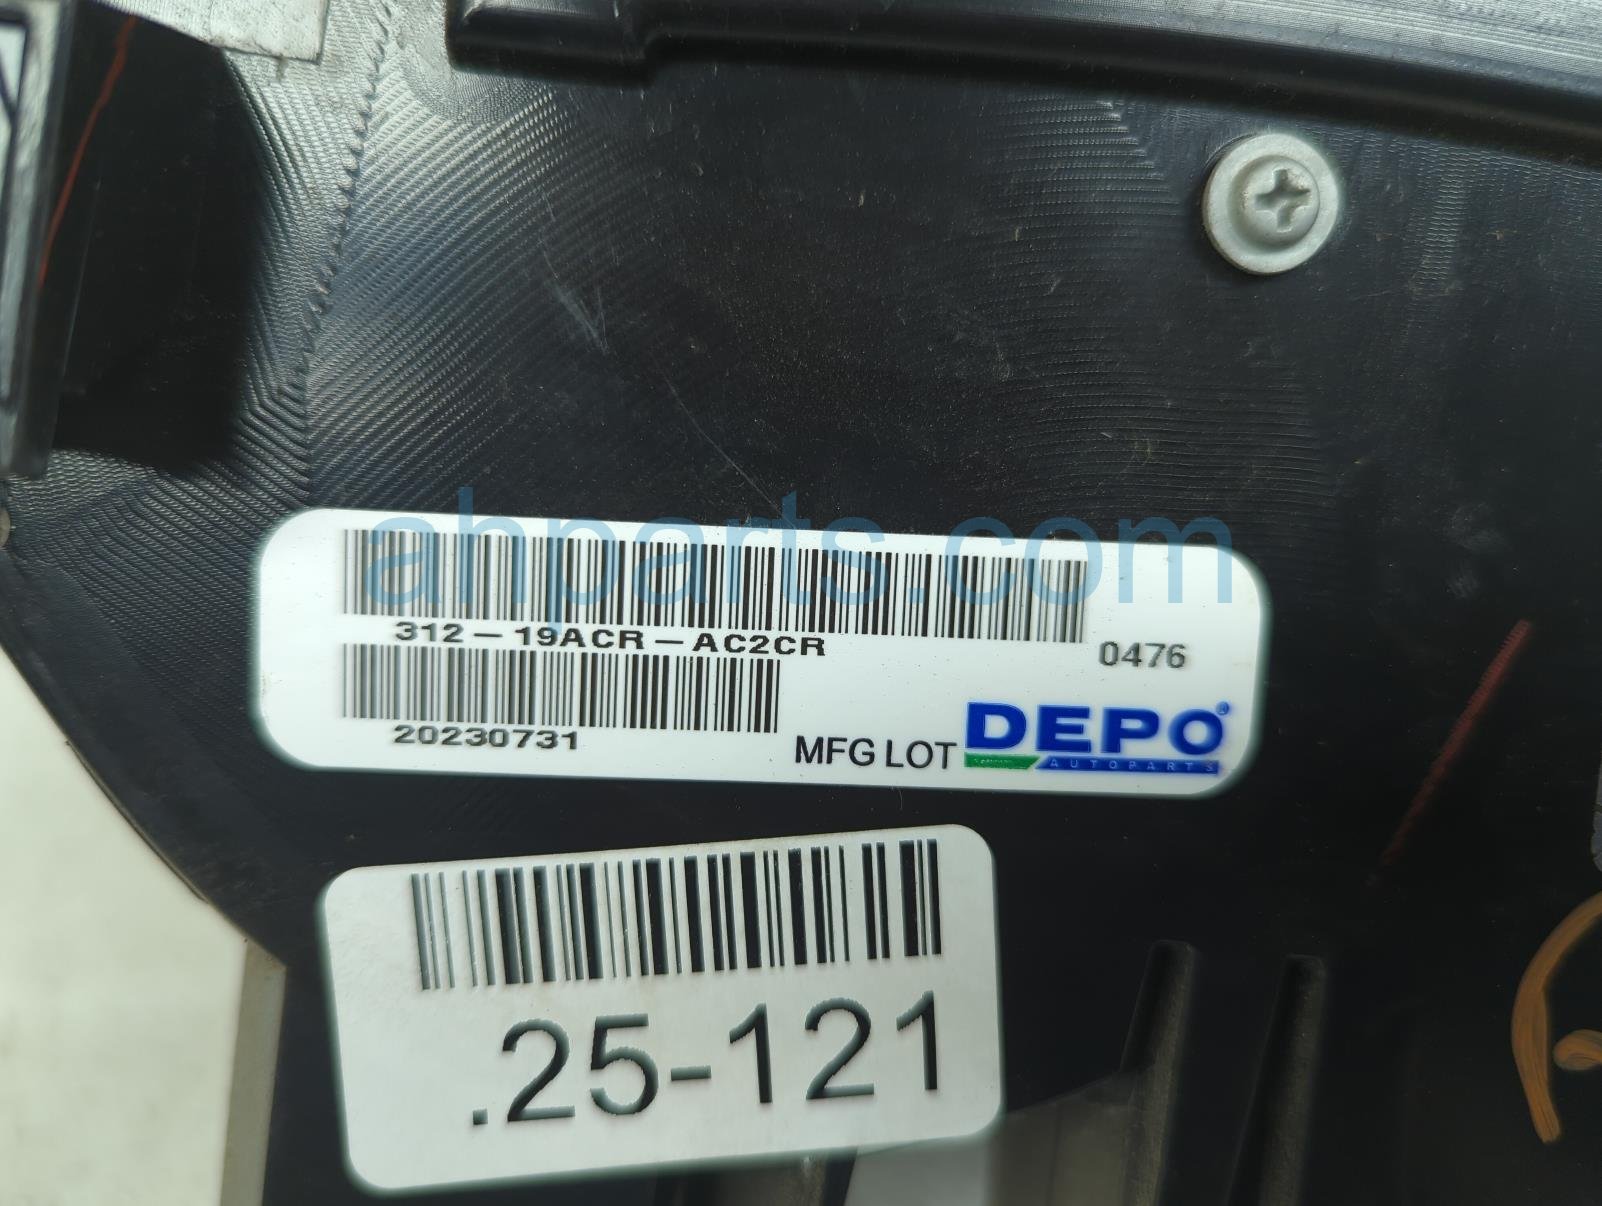 ahparts.com
312-19ACR-AC2CR
0476
20230731
MFG LOT DEPO®
AUTOPARTS
.25-121